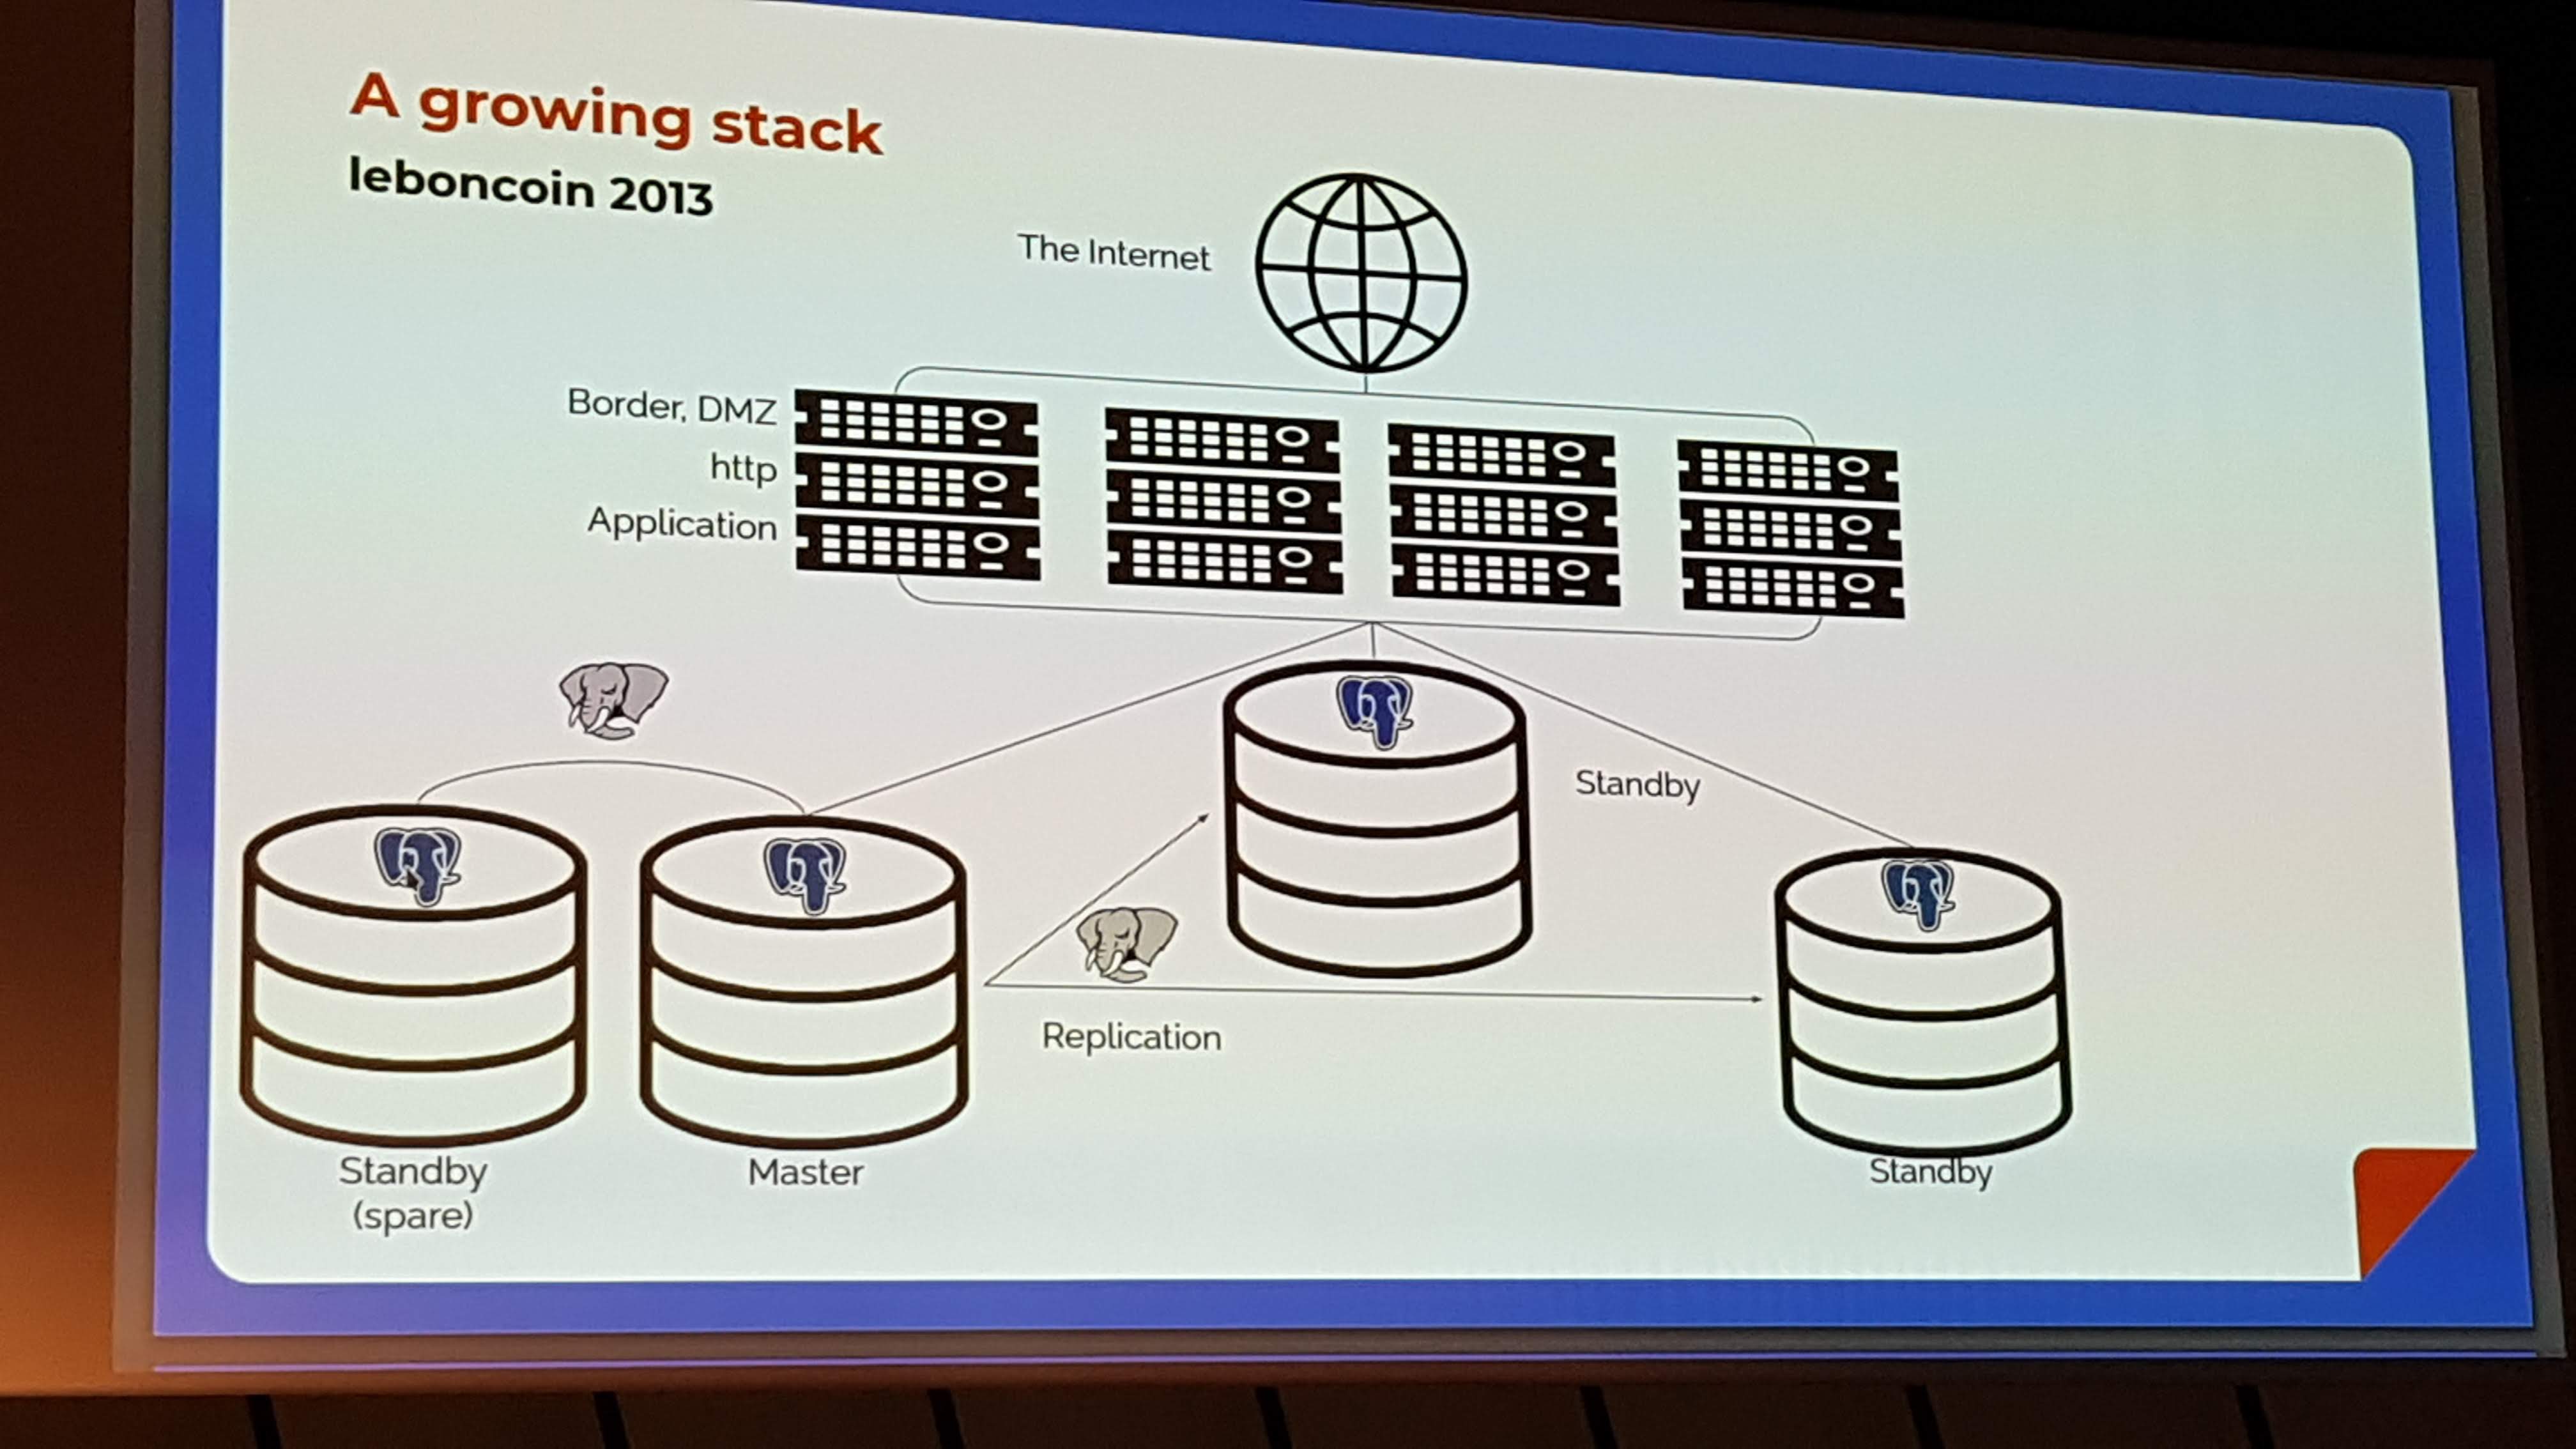 A growing stack
leboncoin 2013
The Internet
Border, DMZ
http
Application
Standby
Replication
Standby
(spare)
Master
Standby